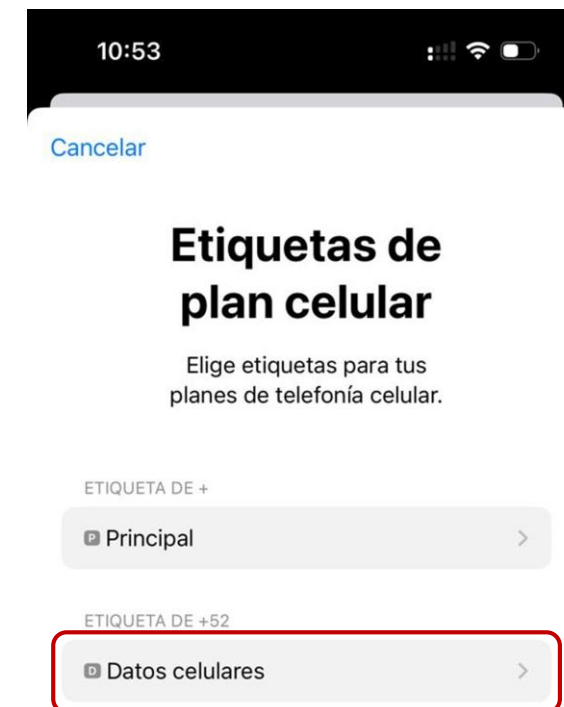 10:53
Cancelar
Etiquetas de
plan celular
Elige etiquetas para tus
planes de telefonía celular.
ETIQUETA DE +
P Principal
ETIQUETA DE +52
D Datos celulares